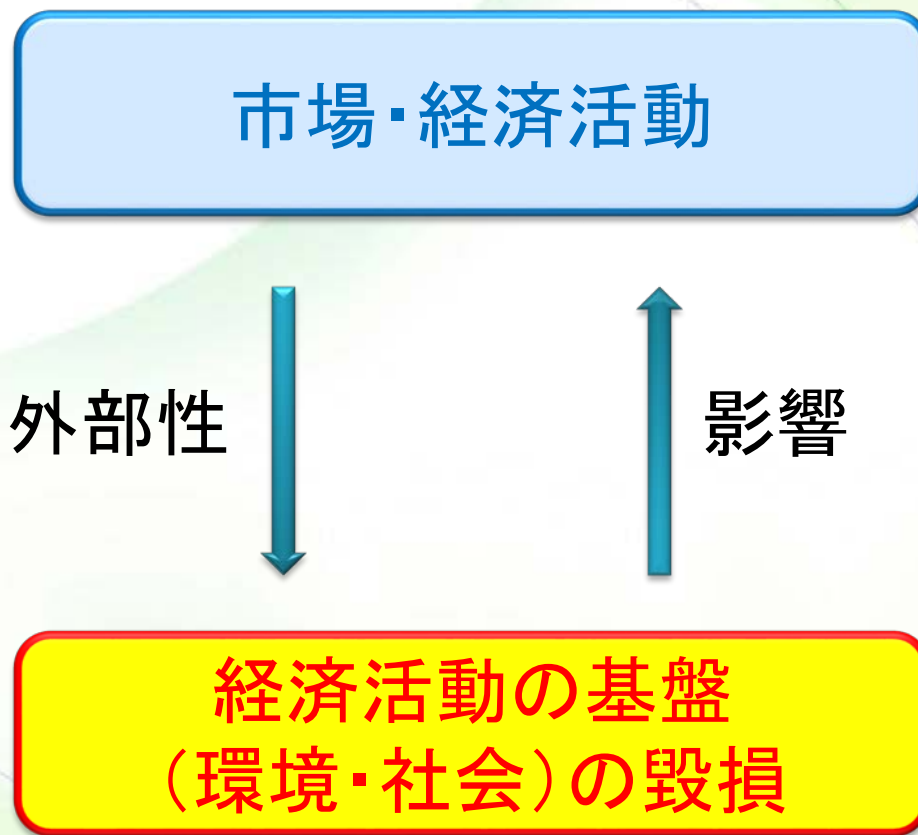 市場・経済活動
外部性
影響
経済活動の基盤
（環境・社会）の毀損